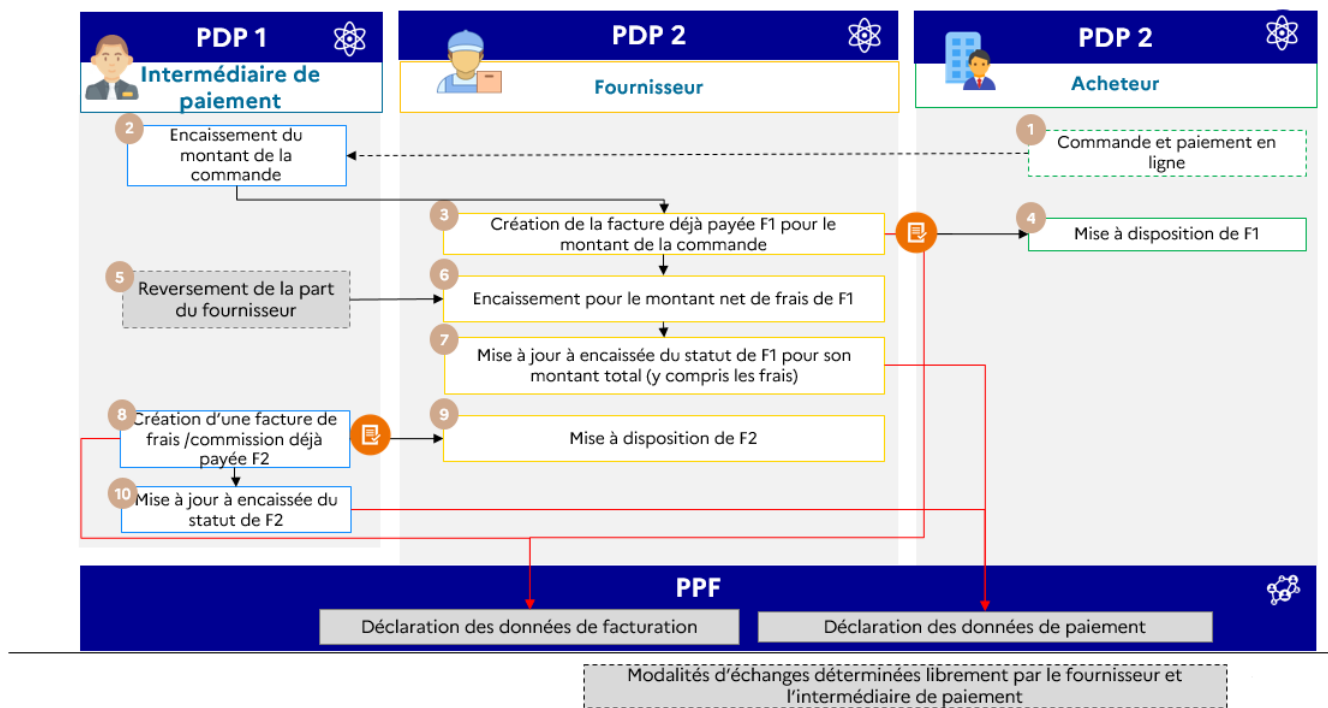 PDP 1
PDP 2
PDP 2
Intermédiaire de
paiement
Fournisseur
Acheteur
2
Encaissement du
montant de la
commande
1
Commande et paiement en
ligne
3
Création de la facture déjà payée F1 pour le
montant de la commande
4
Mise à disposition de F1
5
Reversement de la part
du fournisseur
6
Encaissement pour le montant net de frais de F1
7
Mise à jour à encaissée du statut de F1 pour son
montant total (y compris les frais)
8
Création d'une facture de
frais /commission déjà
payée F2
9
Mise à disposition de F2
10
Mise à jour à encaissée du
statut de F2
PPF
Déclaration des données de facturation
Déclaration des données de paiement
Modalités d'échanges déterminées librement par le fournisseur et
l'intermédiaire de paiement